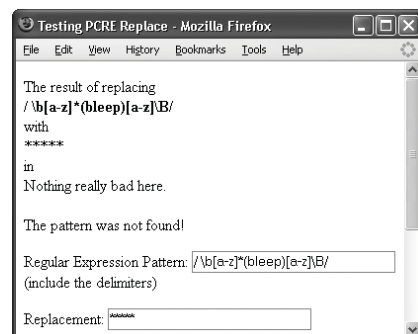 Testing PCRE Replace - Mozilla Firefox
File Edit View History Bookmarks Tools Help
The result of replacing
/ \b[a-z]*(bleep)[a-z]\B/
with
*****
in
Nothing really bad here.
The pattern was not found!
Regular Expression Pattern: / \b[a-z]*(bleep)[a-z]\B/
(include the delimiters)
Replacement: *****